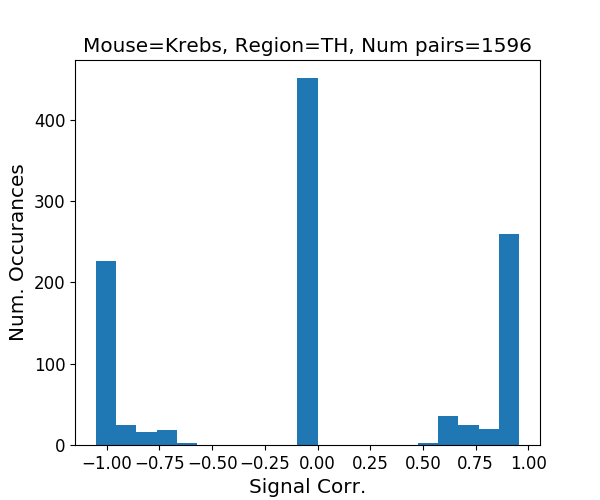 Mouse=Krebs, Region=TH, Num pairs=1596
Num. Occurances
400
300
200
100
0
−1.00 −0.75 −0.50 −0.25 0.00 0.25 0.50 0.75 1.00
Signal Corr.